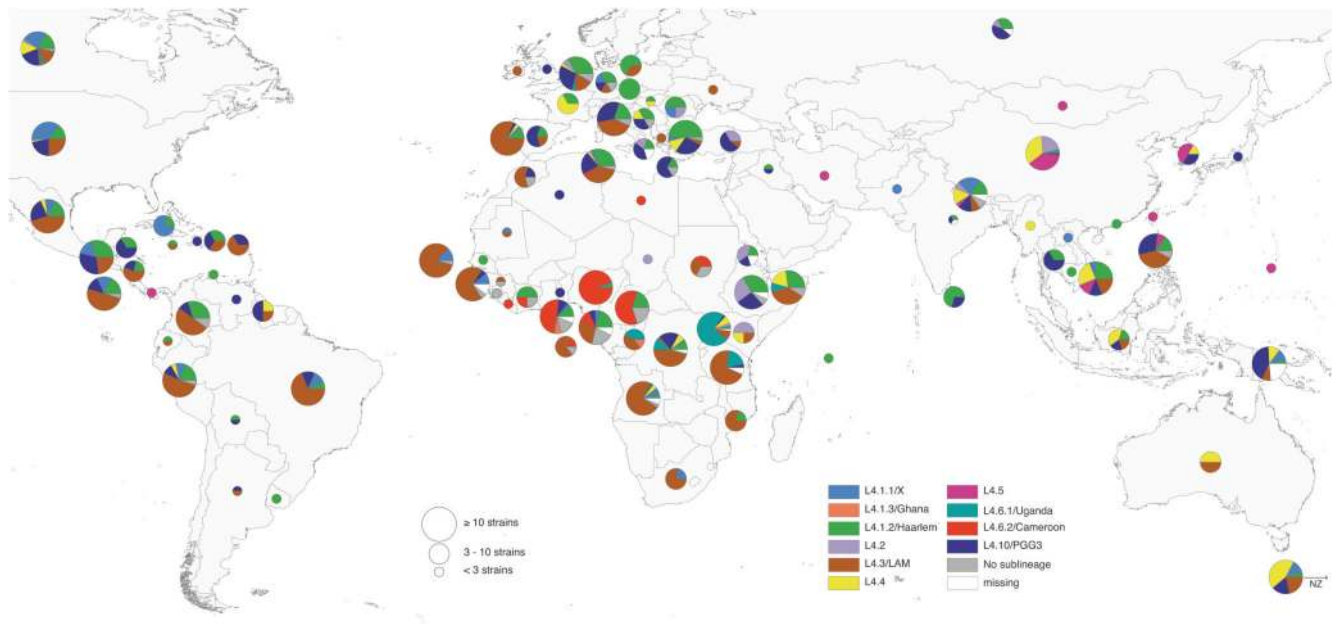 ≥ 10 strains
3 - 10 strains
< 3 strains
L4.1.1/X
L4.1.3/Ghana
L4.1.2/Haarlem
L4.2
L4.3/LAM
L4.4
L4.5
L4.6.1/Uganda
L4.6.2/Cameroon
L4.10/PGG3
No sublineage
missing
NZ